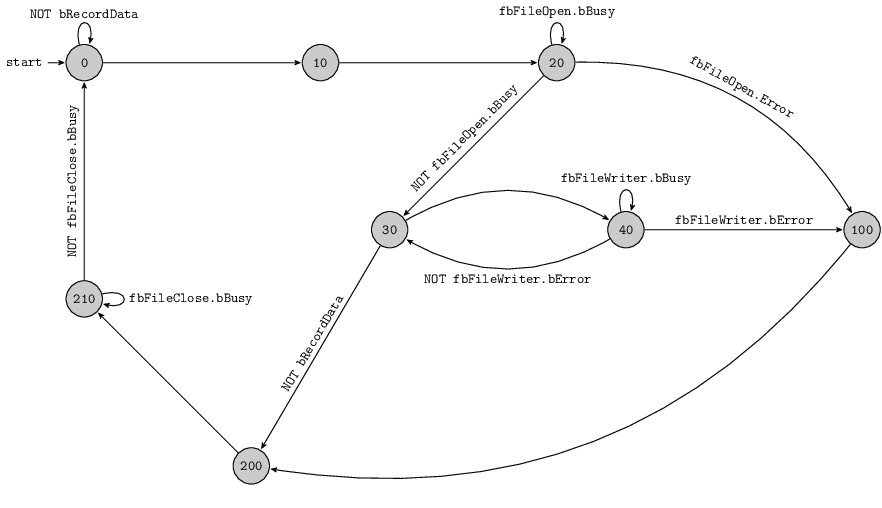 NOT bRecordData
fbFileOpen.bBusy
start
0
10
20
fbFileOpen.Error
NOT fbFileClose.bBusy
NOT fbFileOpen.bBusy
fbFileWriter.bBusy
30
40
fbFileWriter.bError
100
NOT fbFileWriter.bError
210
fbFileClose.bBusy
NOT bRecordData
200